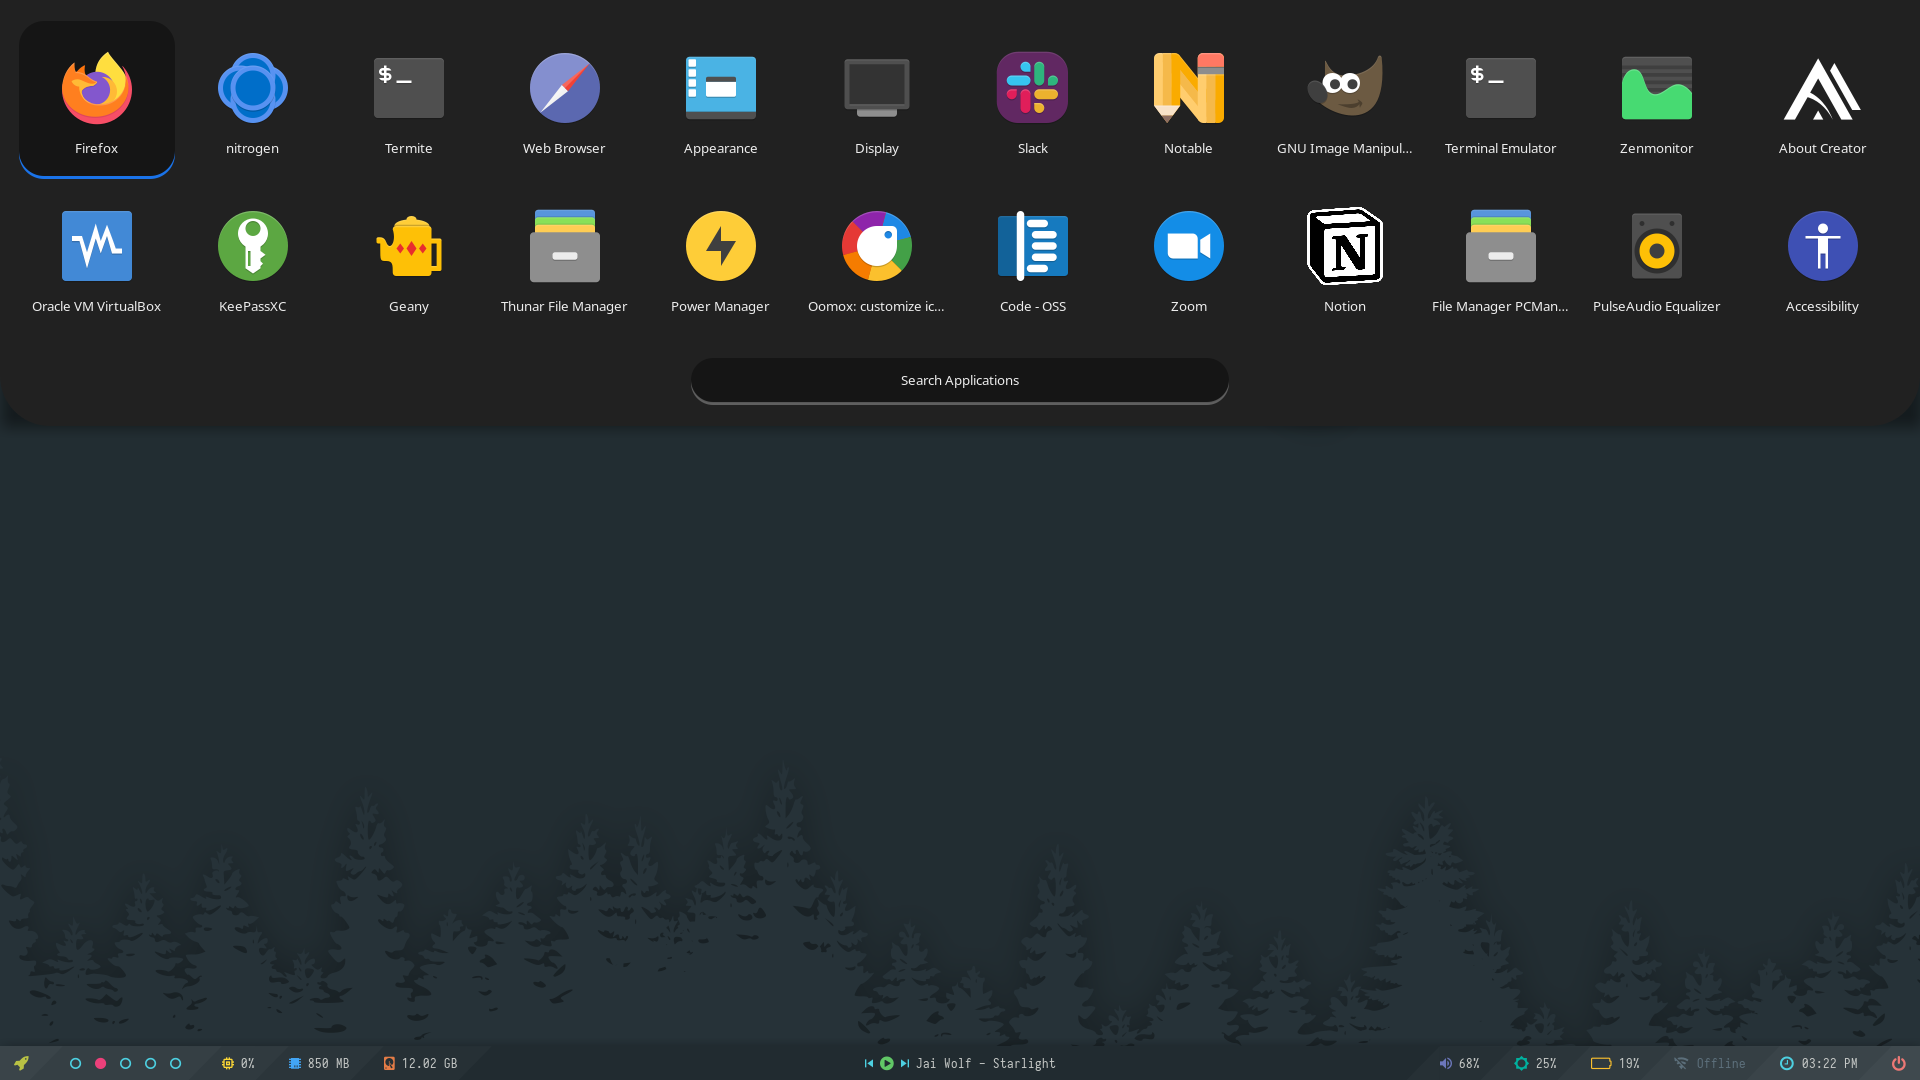 Firefox
nitrogen
Termite
Web Browser
Appearance
Display
Slack
Notable
GNU Image Manipul...
Terminal Emulator
Zenmonitor
About Creator
Oracle VM VirtualBox
KeePassXC
Geany
Thunar File Manager
Power Manager
Oomox: customize ic...
Code - OSS
Zoom
Notion
File Manager PCMan...
PulseAudio Equalizer
Accessibility
Search Applications
0% 850 MB 12.02 GB Jai Wolf - Starlight 68% 25% 19% Offline 03:22 PM